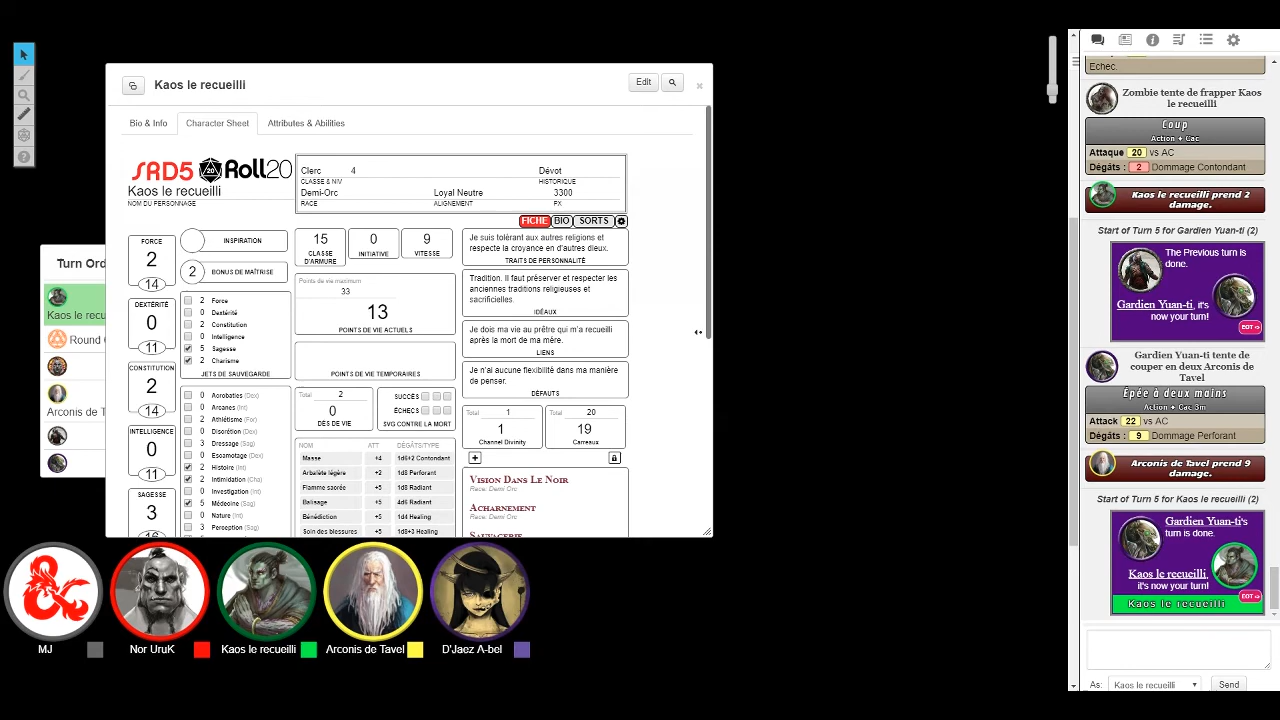 Kaos le recueilli
Edit
Bio & Info
Character Sheet
Attributes & Abilities
SRD5 Roll20
Kaos le recueilli
NOM DU PERSONNAGE
Clerc 4 Dévot
CLASSE & NIV HISTORIQUE
Demi-Orc Loyal Neutre 3300
RACE ALIGNEMENT PX
FICHE BIO SORTS
FORCE
2
14
DEXTÉRITÉ
0
11
CONSTITUTION
2
14
INTELLIGENCE
0
11
SAGESSE
3
INSPIRATION
2 BONUS DE MAÎTRISE
2 Force
0 Dextérité
2 Constitution
0 Intelligence
5 Sagesse
2 Charisme
JETS DE SAUVEGARDE
0 Acrobaties (Dex)
0 Arcanes (Int)
2 Athlétisme (For)
0 Discrétion (Dex)
3 Dressage (Sag)
0 Escamotage (Dex)
2 Histoire (Int)
2 Intimidation (Cha)
0 Investigation (Int)
5 Médecine (Sag)
0 Nature (Int)
3 Perception (Sag)
15
CLASSE D'ARMURE
0
INITIATIVE
9
VITESSE
Points de vie maximum
33
13
POINTS DE VIE ACTUELS
POINTS DE VIE TEMPORAIRES
Total 2
0
DÉS DE VIE
SUCCÈS
ÉCHECS
SVG CONTRE LA MORT
NOM ATT DÉGÂTS/TYPE
Masse +4 1d6+2 Contondant
Arbalète légère +2 1d8 Perforant
Flamme sacrée +5 1d8 Radiant
Balisage +5 4d6 Radiant
Bénédiction +5 1d4 Healing
Soin des blessures +5 1d8+3 Healing
Je suis tolérant aux autres religions et
respecte la croyance en d'autres dieux.
TRAITS DE PERSONNALITÉ
Tradition. Il faut préserver et respecter les
anciennes traditions religieuses et
sacrificielles.
IDÉAUX
Je dois ma vie au prêtre qui m'a recueilli
après la mort de ma mère.
LIENS
Je n'ai aucune flexibilité dans ma manière
de penser.
DÉFAUTS
Total 1
1
Channel Divinity
Total 20
19
Carreaux
VISION DANS LE NOIR
Race: Demi Orc
ACHARNEMENT
Race: Demi Orc
SAUVAGERIE
Turn Ord
Kaos le recu
Round
Arconis de T
MJ
Nor UruK
Kaos le recueilli
Arconis de Tavel
D'Jaez A-bel
Echec.
Zombie tente de frapper Kaos
le recueilli
Coup
Action ♦ Cac
Attaque 20 vs AC
Dégâts : 2 Dommage Contondant
Kaos le recueilli prend 2
damage.
Start of Turn 5 for Gardien Yuan-ti (2)
The Previous turn is
done.
Gardien Yuan-ti, it's
now your turn!
EOT
Gardien Yuan-ti tente de
couper en deux Arconis de
Tavel
Epée à deux mains
Action ♦ Cac 3m
Attack 22 vs AC
Dégâts : 9 Dommage Perforant
Arconis de Tavel prend 9
damage.
Start of Turn 5 for Kaos le recueilli (2)
Gardien Yuan-ti's
turn is done.
Kaos le recueilli,
it's now your turn!
EOT
Kaos le recueilli
As: Kaos le recueilli Send